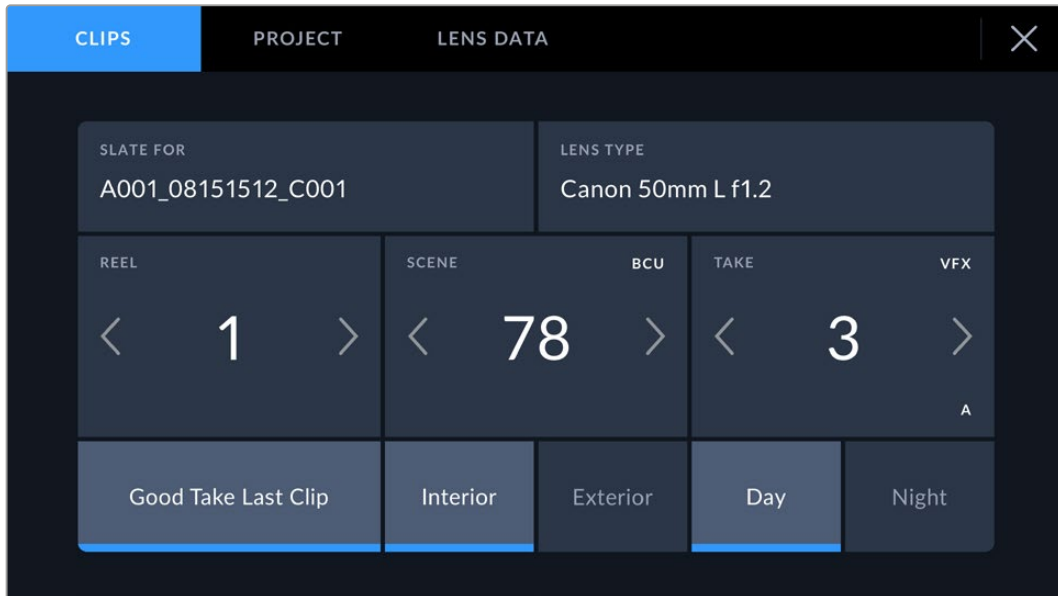 CLIPS PROJECT LENS DATA
SLATE FOR
A001_08151512_C001
LENS TYPE
Canon 50mm L f1.2
REEL
1
SCENE BCU
78
TAKE VFX
3
A
Good Take Last Clip Interior Exterior Day Night